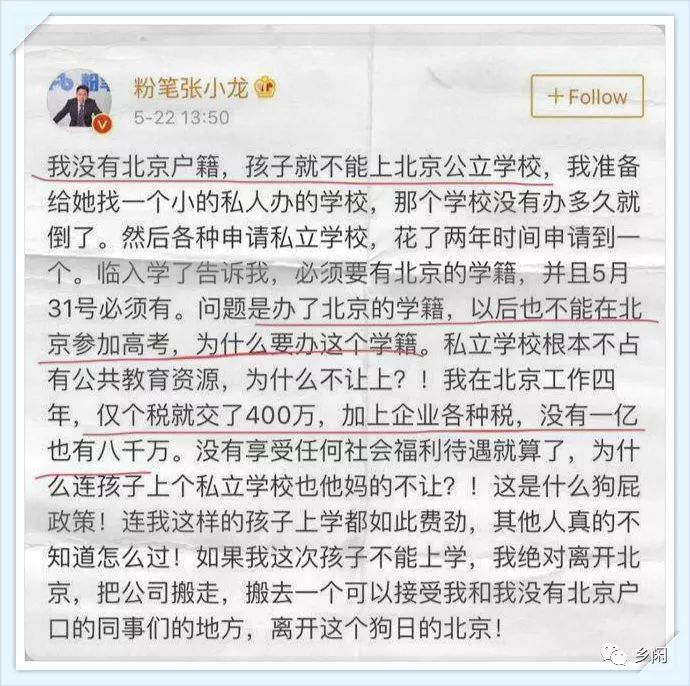 粉笔张小龙
5-22 13:50
+Follow
我没有北京户籍，孩子就不能上北京公立学校，我准备
给她找一个小的私人办的学校，那个学校没有办多久就
倒了。然后各种申请私立学校，花了两年时间申请到一
个。临入学了告诉我，必须要有北京的学籍，并且5月
31号必须有。问题是办了北京的学籍，以后也不能在北
京参加高考，为什么要办这个学籍。私立学校根本不占
有公共教育资源，为什么不让上？！我在北京工作四
年，仅个税就交了400万，加上企业各种税，没有一亿
也有八千万。没有享受任何社会福利待遇就算了，为什
么连孩子上个私立学校也他妈的不让？！这是什么狗屁
政策！连我这样的孩子上学都如此费劲，其他人真的不
知道怎么过！如果我这次孩子不能上学，我绝对离开北
京，把公司搬走，搬去一个可以接受我和我没有北京户
口的同事们的地方，离开这个狗日的北京！
乡闲